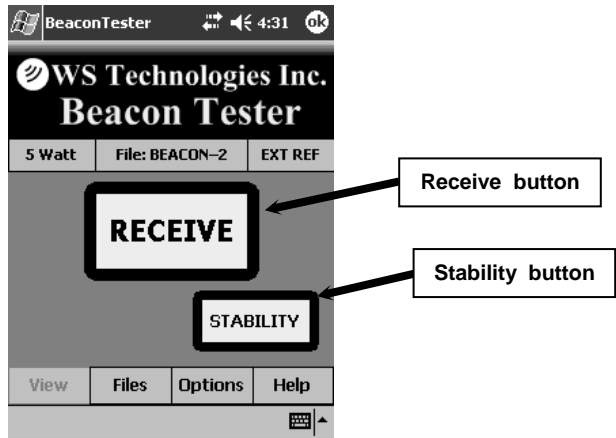 BeaconTester 4:31 ok
WS Technologies Inc.
Beacon Tester
5 Watt File: BEACON-2 EXT REF
Receive button
RECEIVE
Stability button
STABILITY
View Files Options Help